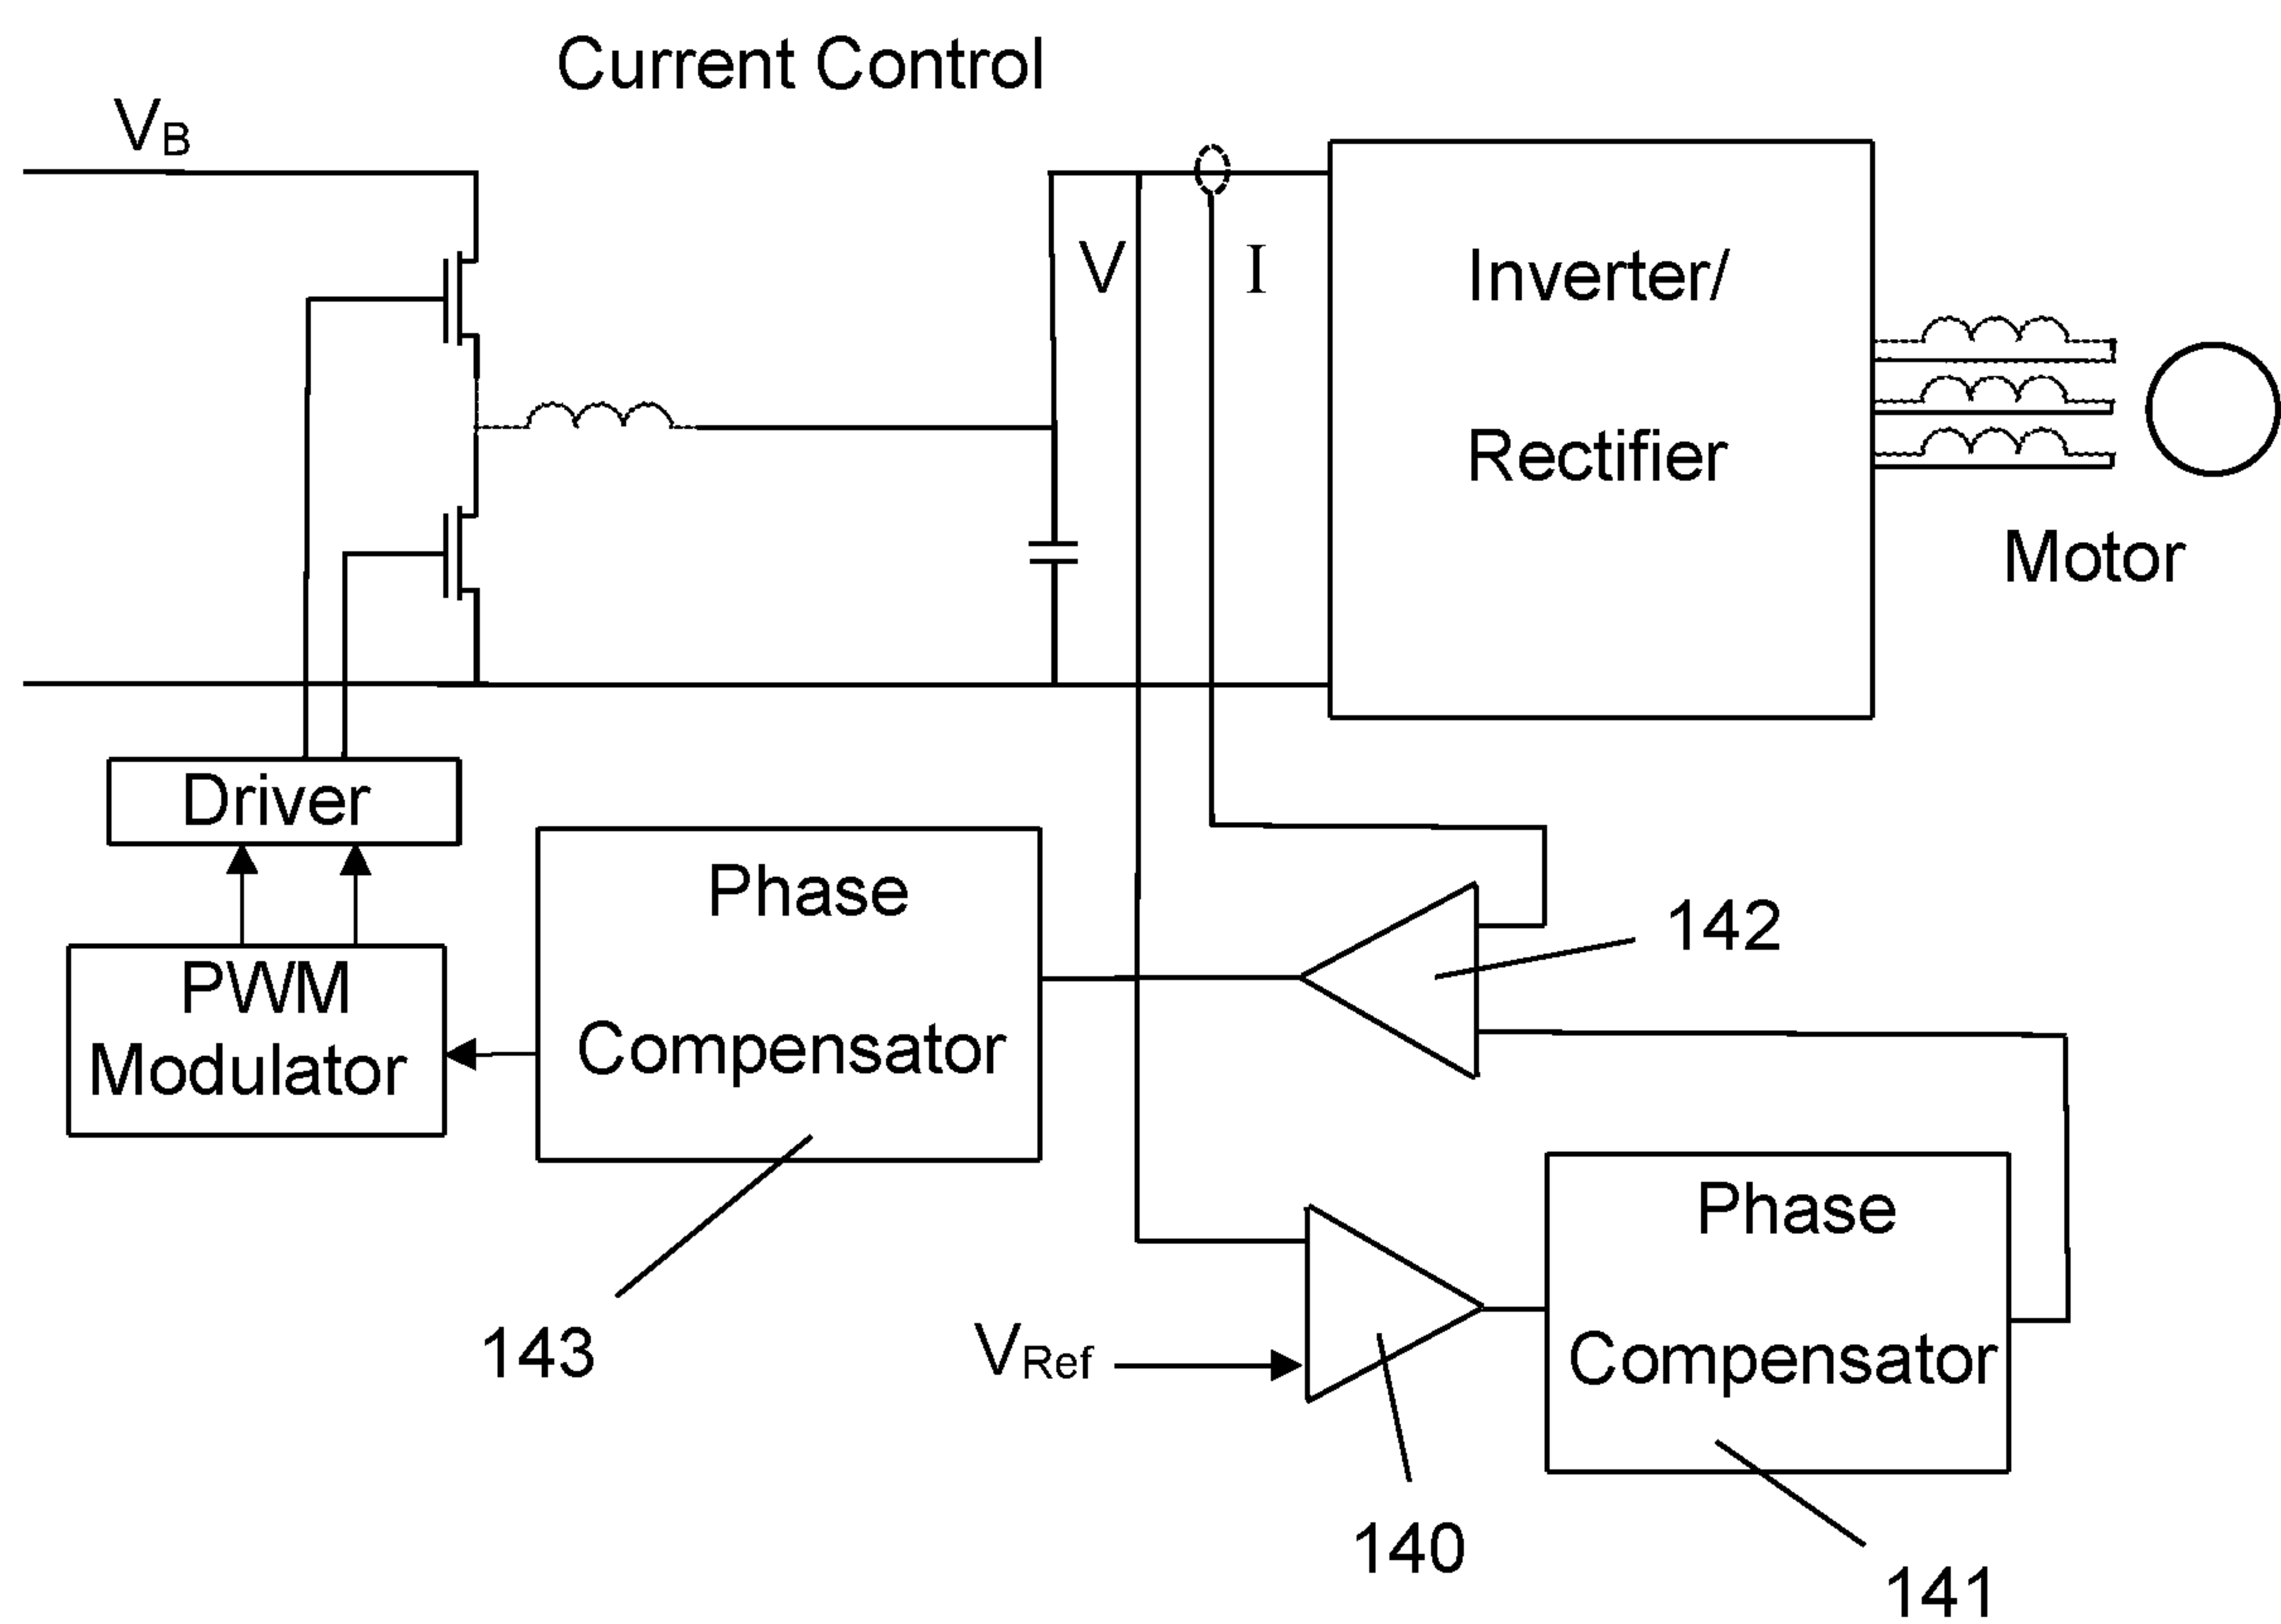 Current Control
VB
V
I
Inverter/
Rectifier
Motor
Driver
PWM
Modulator
Phase
Compensator
142
143
VRef
Phase
Compensator
140
141